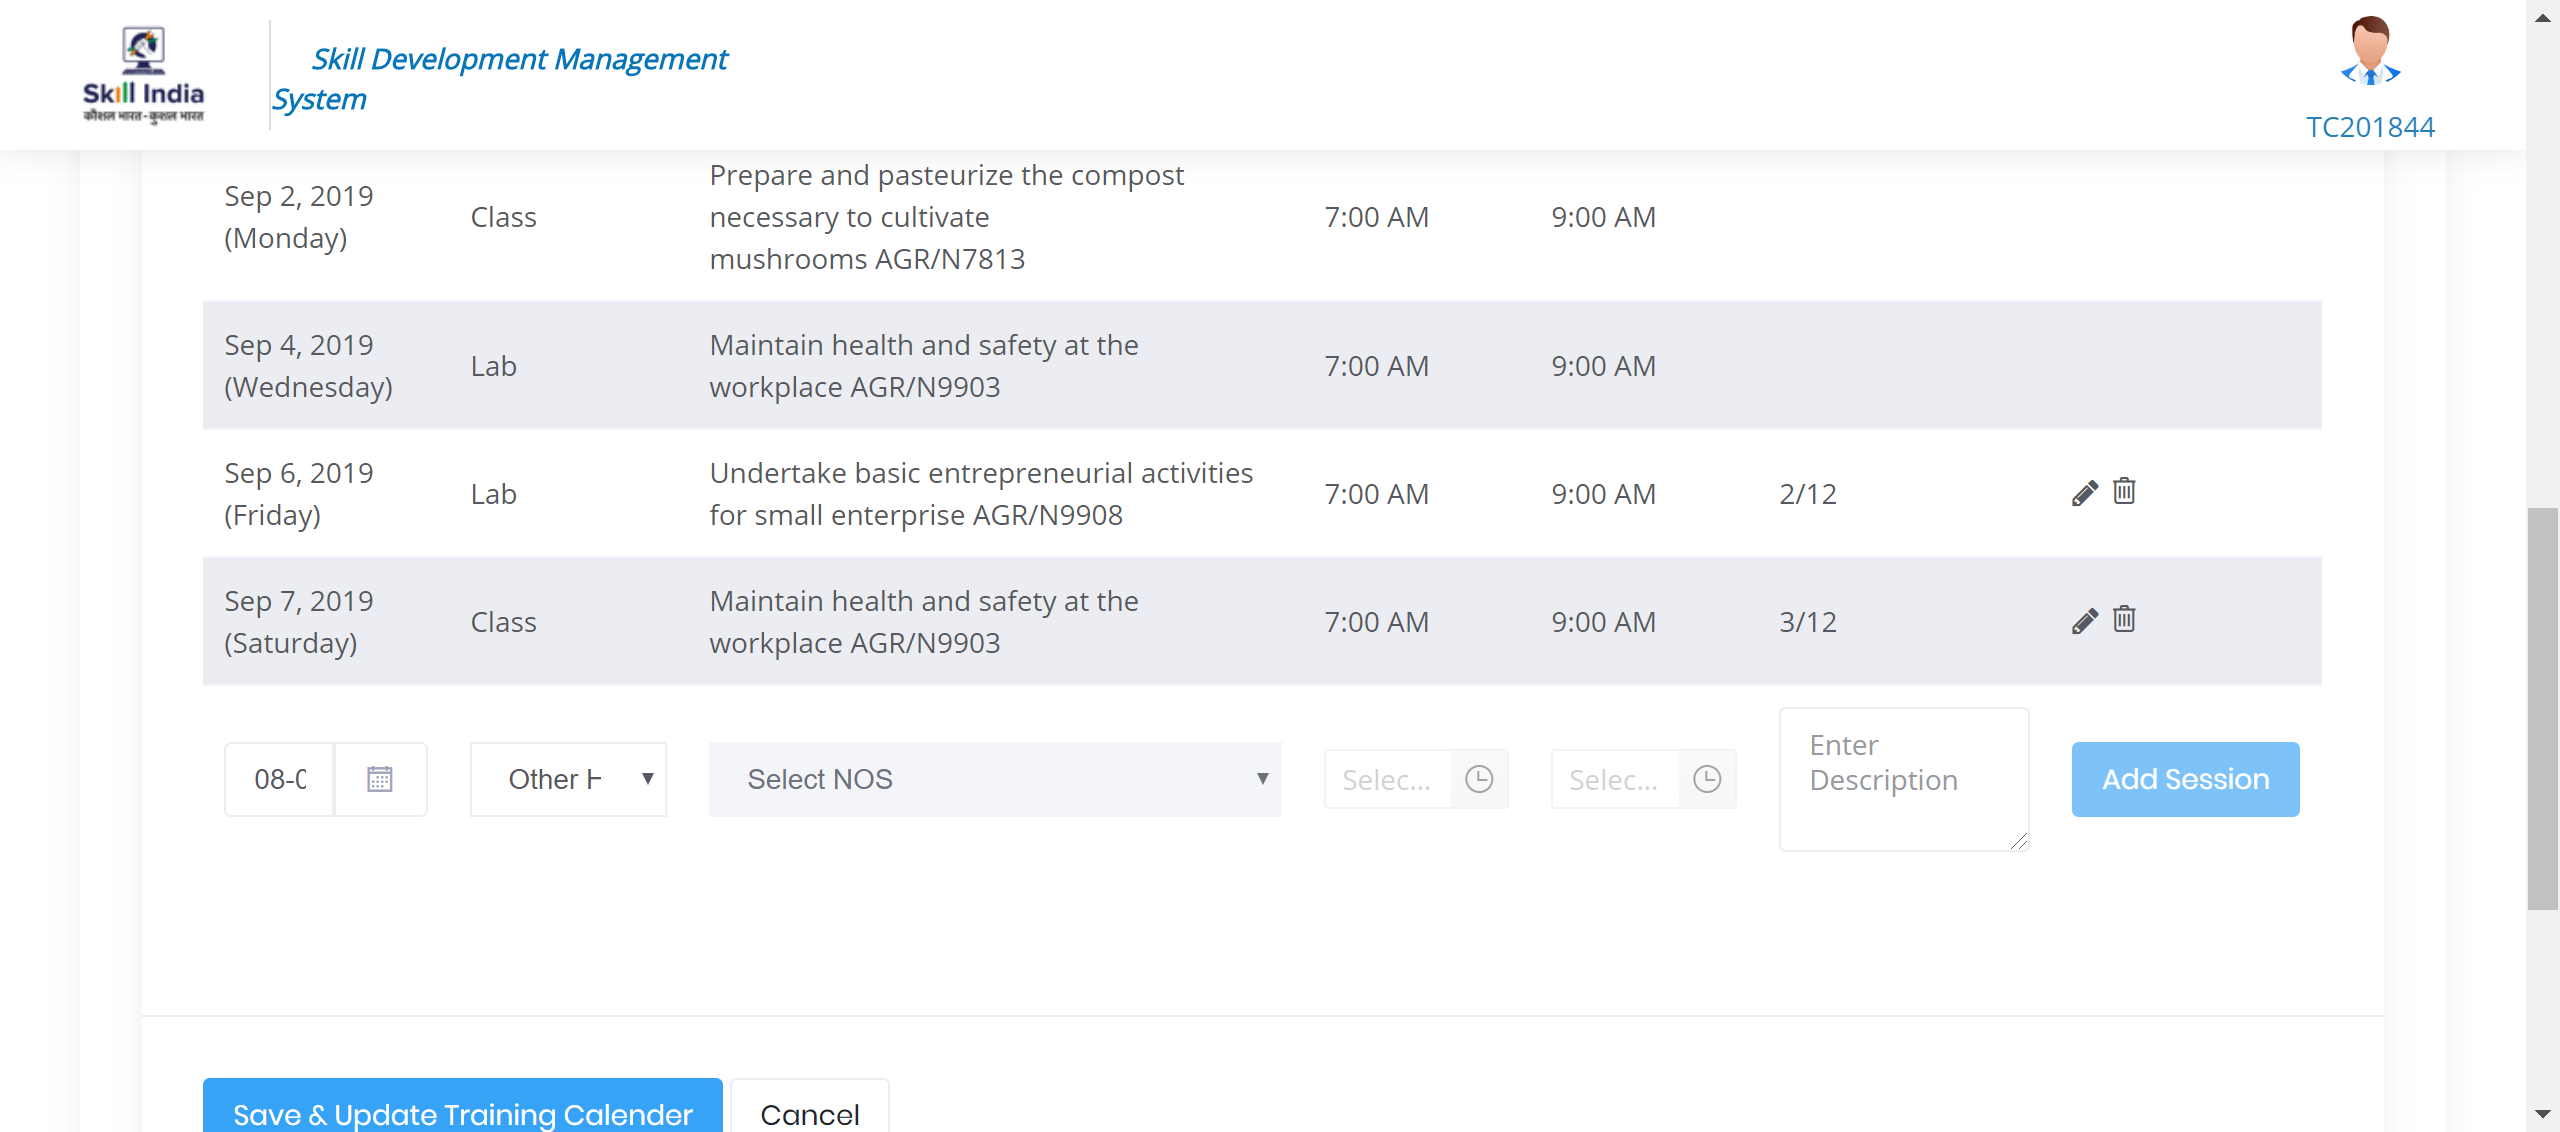 Skill India
कौशल भारत - कुशल भारत
Skill Development Management
System
TC201844
Sep 2, 2019
(Monday)
Class
Prepare and pasteurize the compost
necessary to cultivate
mushrooms AGR/N7813
7:00 AM
9:00 AM
Sep 4, 2019
(Wednesday)
Lab
Maintain health and safety at the
workplace AGR/N9903
7:00 AM
9:00 AM
Sep 6, 2019
(Friday)
Lab
Undertake basic entrepreneurial activities
for small enterprise AGR/N9908
7:00 AM
9:00 AM
2/12
Sep 7, 2019
(Saturday)
Class
Maintain health and safety at the
workplace AGR/N9903
7:00 AM
9:00 AM
3/12
08-0
Other H
Select NOS
Selec...
Selec...
Enter
Description
Add Session
Save & Update Training Calender
Cancel